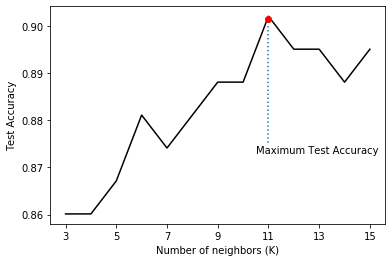 0.90
0.89
0.88
0.87
0.86
Test Accuracy
Maximum Test Accuracy
3 5 7 9 11 13 15
Number of neighbors (K)